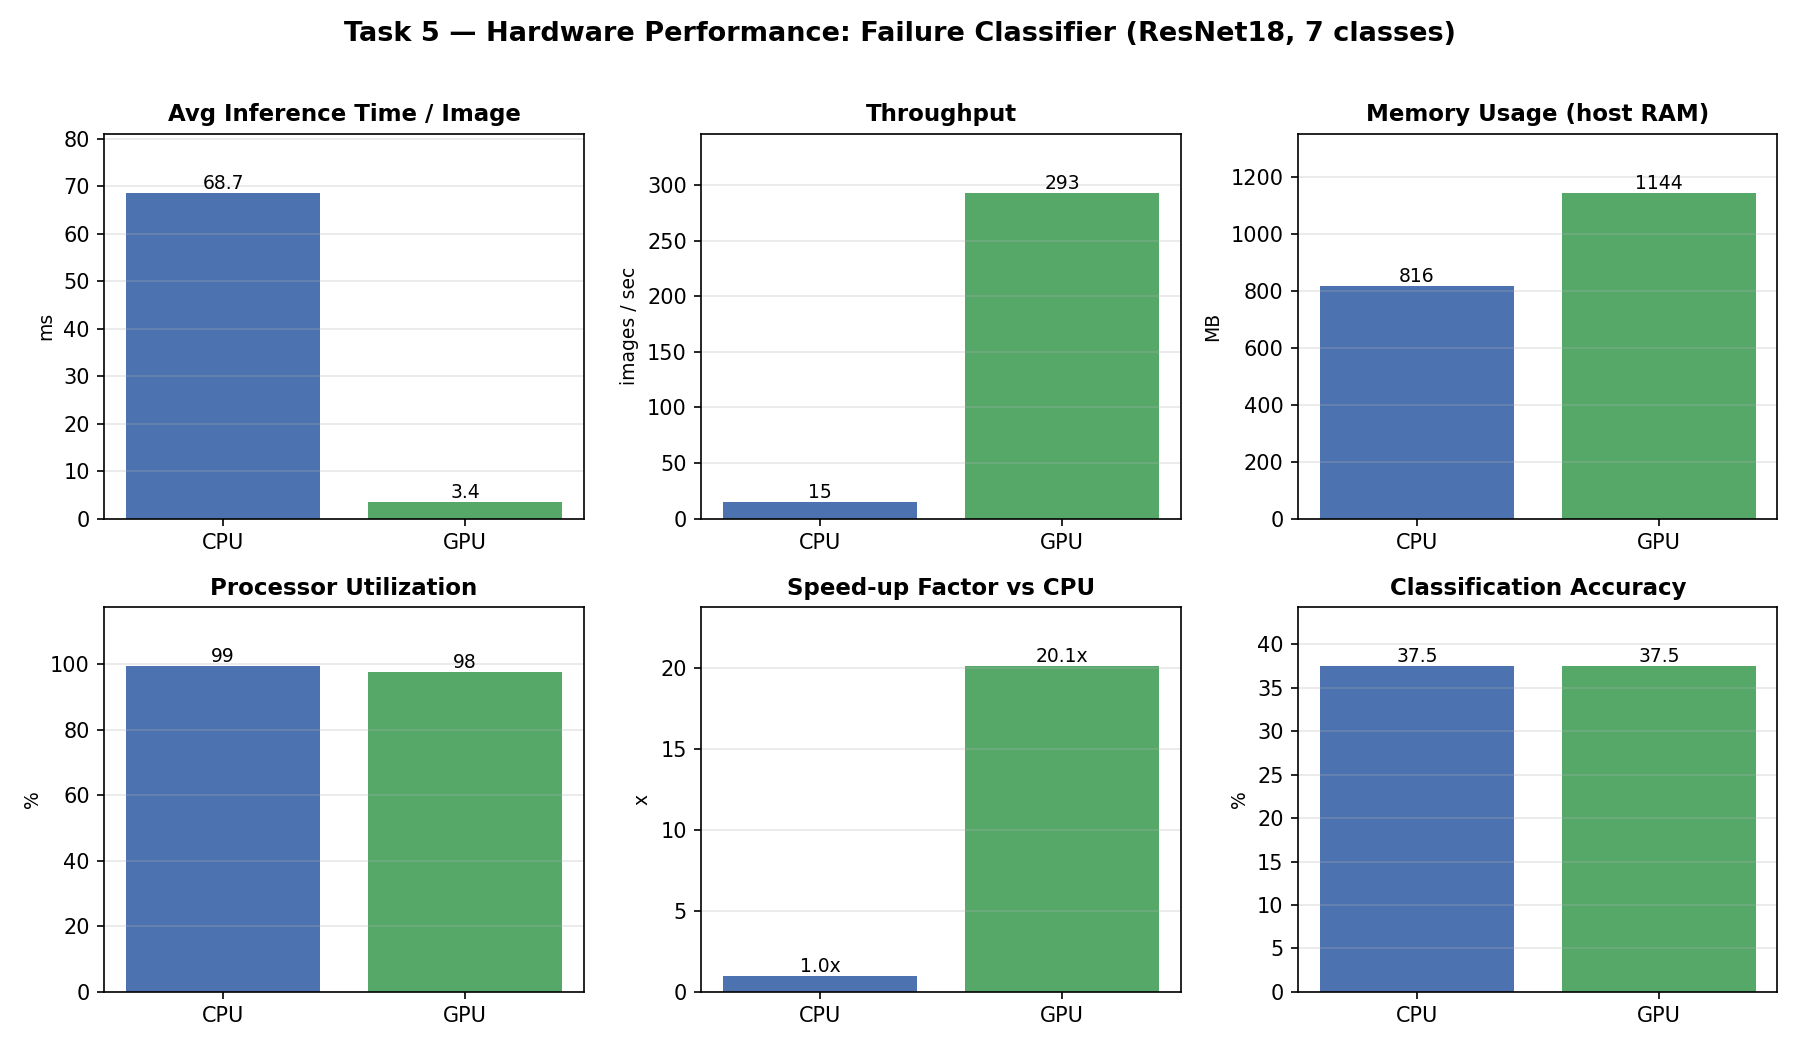 Task 5 — Hardware Performance: Failure Classifier (ResNet18, 7 classes)
Avg Inference Time / Image
80
70
60
50
40
30
20
10
0
ms
68.7
3.4
CPU
GPU
Throughput
300
250
200
150
100
50
0
images / sec
15
293
CPU
GPU
Memory Usage (host RAM)
1200
1000
800
600
400
200
0
MB
816
1144
CPU
GPU
Processor Utilization
100
80
60
40
20
0
%
99
98
CPU
GPU
Speed-up Factor vs CPU
20
15
10
5
0
x
1.0x
20.1x
CPU
GPU
Classification Accuracy
40
35
30
25
20
15
10
5
0
%
37.5
37.5
CPU
GPU